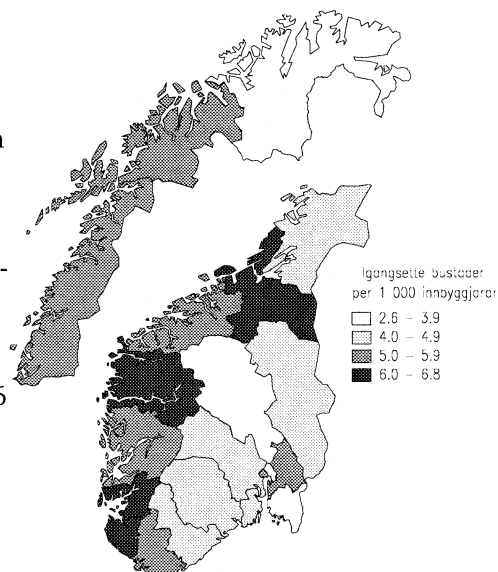 Igangsette bustader
per 1 000 innbyggjarar
2.6 – 3.9
4.0 – 4.9
5.0 – 5.9
6.0 – 6.8
-
6